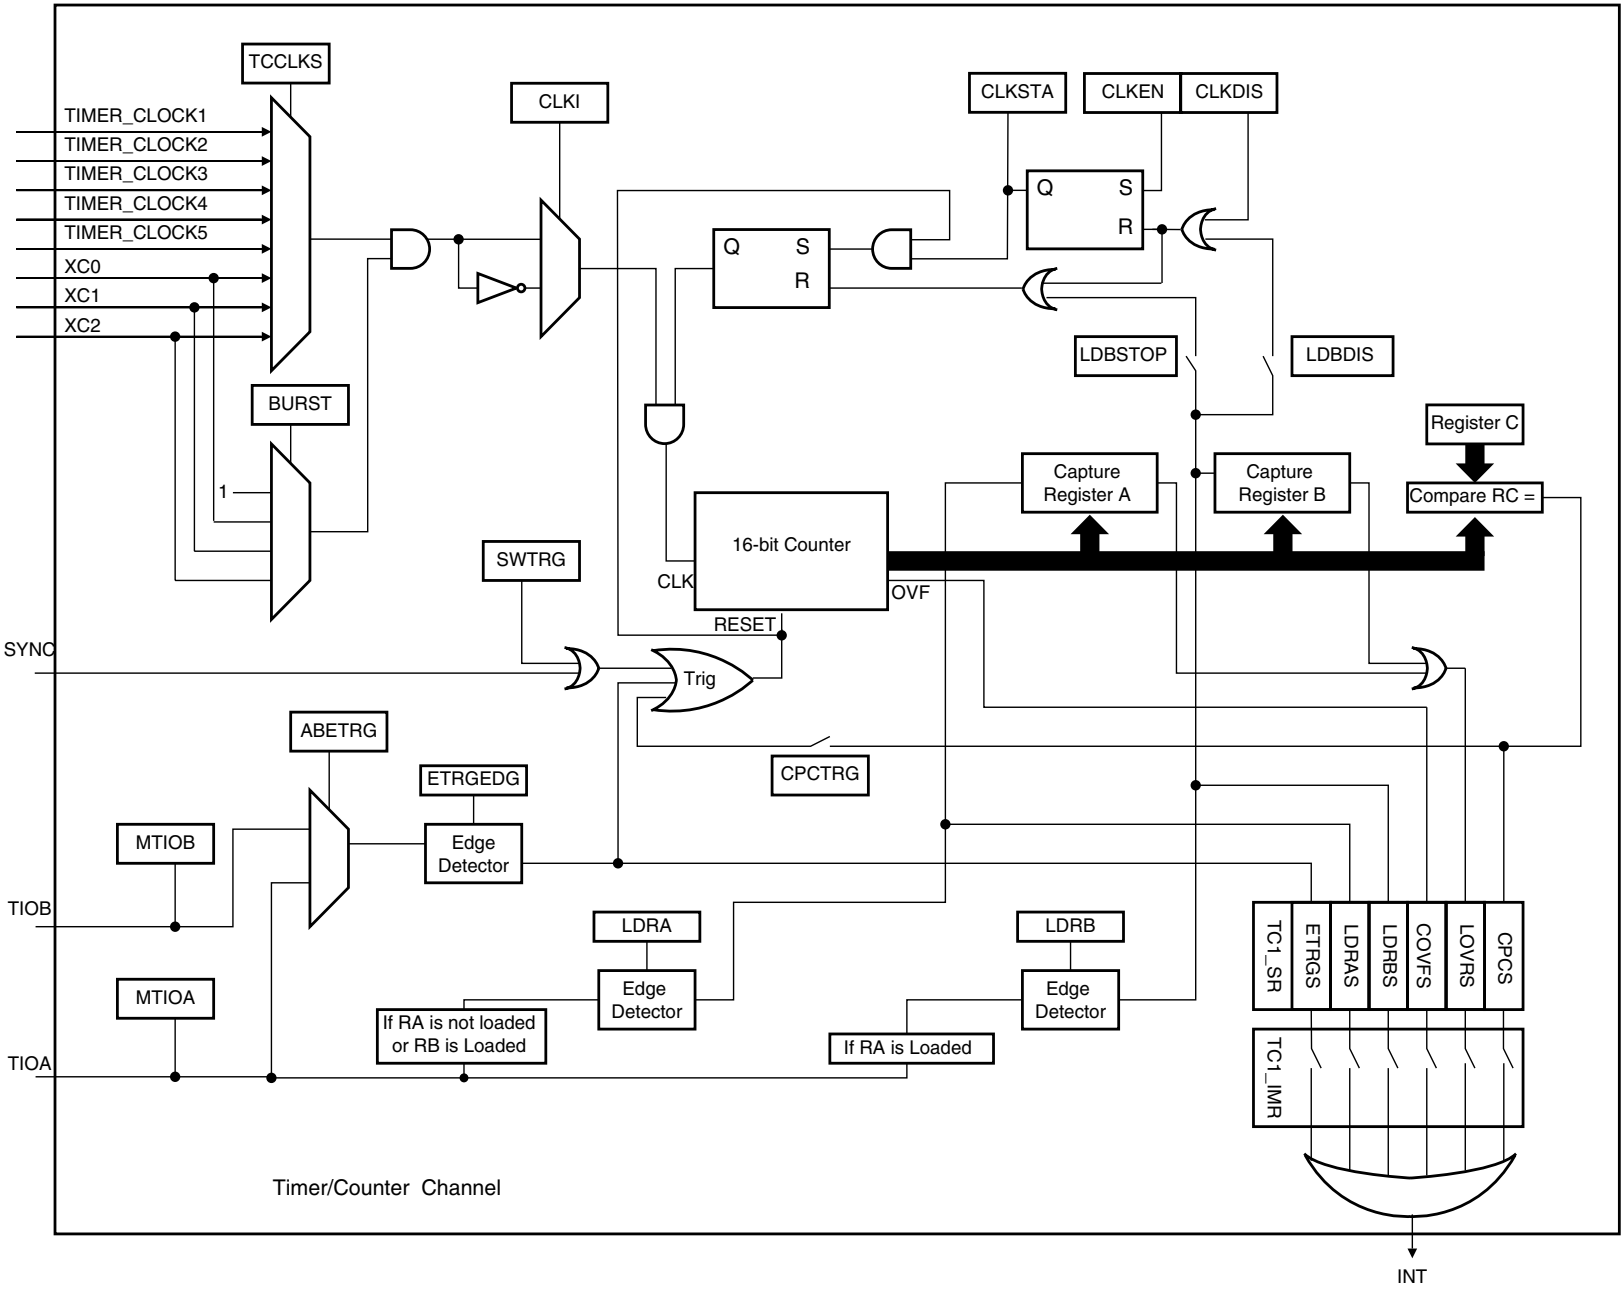 TCCLKS
TIMER_CLOCK1
TIMER_CLOCK2
TIMER_CLOCK3
TIMER_CLOCK4
TIMER_CLOCK5
XC0
XC1
XC2
CLKI
CLKSTA
CLKEN
CLKDIS
Q S
R
Q S
R
LDBSTOP
LDBDIS
BURST
1
Register C
Capture
Register A
Capture
Register B
Compare RC =
16-bit Counter
SWTRG
CLK
OVF
RESET
SYNC
Trig
ABETRG
CPCTRG
ETRGEDG
MTIOB
Edge
Detector
TIOB
LDRA
LDRB
MTIOA
Edge
Detector
Edge
Detector
If RA is not loaded
or RB is Loaded
If RA is Loaded
TIOA
TC1_SR
ETRGS
LDRAS
LDRBS
COVFS
LOVRS
CPCS
TC1_IMR
Timer/Counter Channel
INT